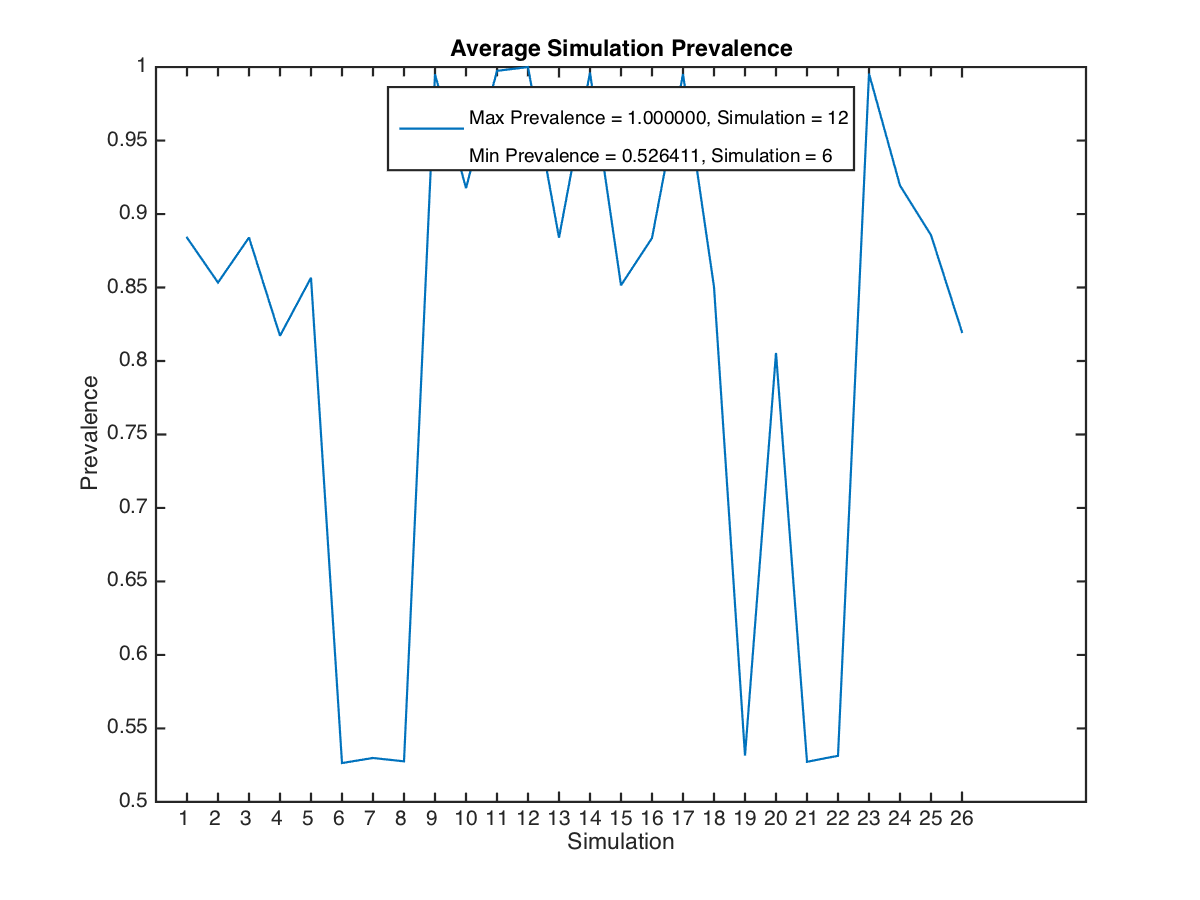 Average Simulation Prevalence
1
Max Prevalence = 1.000000, Simulation = 12
Min Prevalence = 0.526411, Simulation = 6
0.95
0.9
0.85
0.8
0.75
0.7
0.65
0.6
0.55
0.5
Prevalence
1 2 3 4 5 6 7 8 9 10 11 12 13 14 15 16 17 18 19 20 21 22 23 24 25 26
Simulation